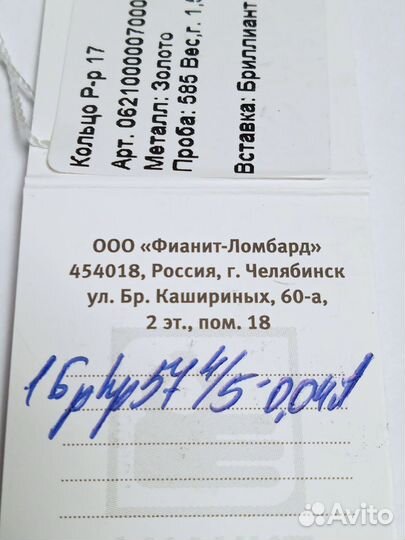 Кольцо Р-р 17
Арт. 0621000007000
Металл: Золото
Проба: 585 Вес,г. 1,5
Вставка: Бриллиант
ООО «Фианит-Ломбард»
454018, Россия, г. Челябинск
ул. Бр. Кашириных, 60-а,
2 эт., пом. 18
1 Бр Кр57 4/5-0,04
Avito